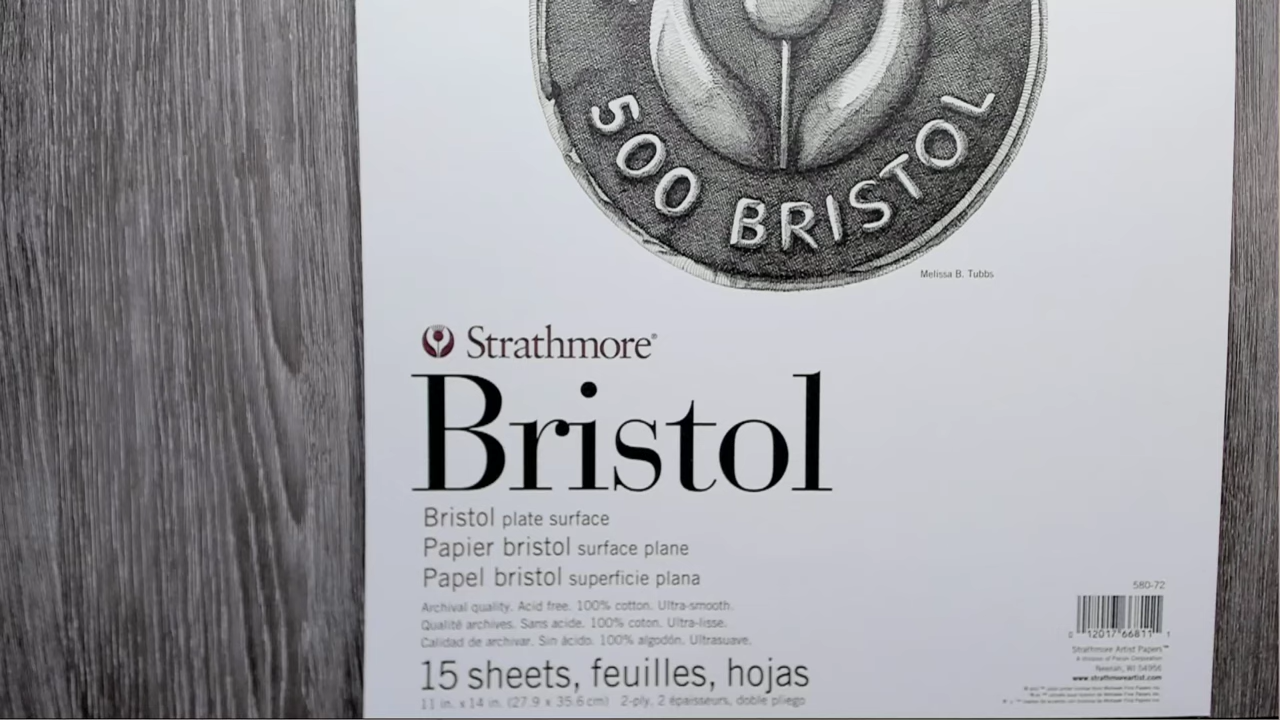 500 BRISTOL
Melissa B. Tubbs
Strathmore®
Bristol
Bristol plate surface
Papier bristol surface plane
Papel bristol superficie plana
Archival quality. Acid free. 100% cotton. Ultra-smooth.
Qualité archives. Sans acide. 100% coton. Ultra-lisse.
Calidad de archivar. Sin ácido. 100% algodón. Ultrasuave.
15 sheets, feuilles, hojas
11 in. x 14 in. (27.9 x 35.6 cm) 2-ply, 2 épaisseurs, doble pliego
580-72
0 12017 66811 1
Strathmore Artist Papers™
Neenah, WI 54956
www.strathmoreartist.com